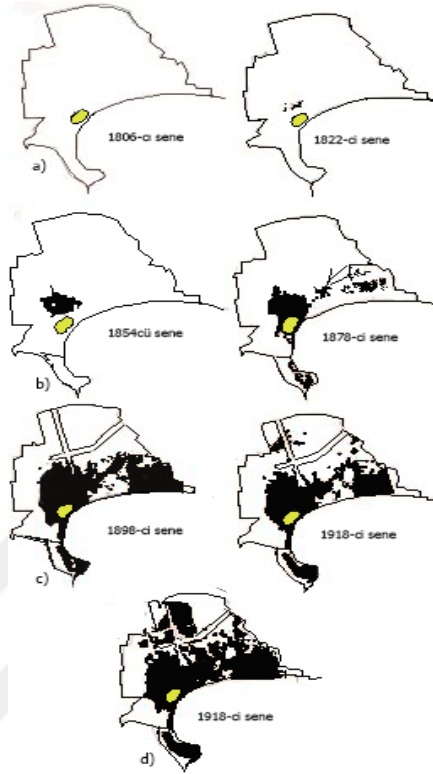 1806-cı sene
1822-ci sene
a)
1854cü sene
1878-ci sene
b)
1898-ci sene
1918-ci sene
c)
1918-ci sene
d)